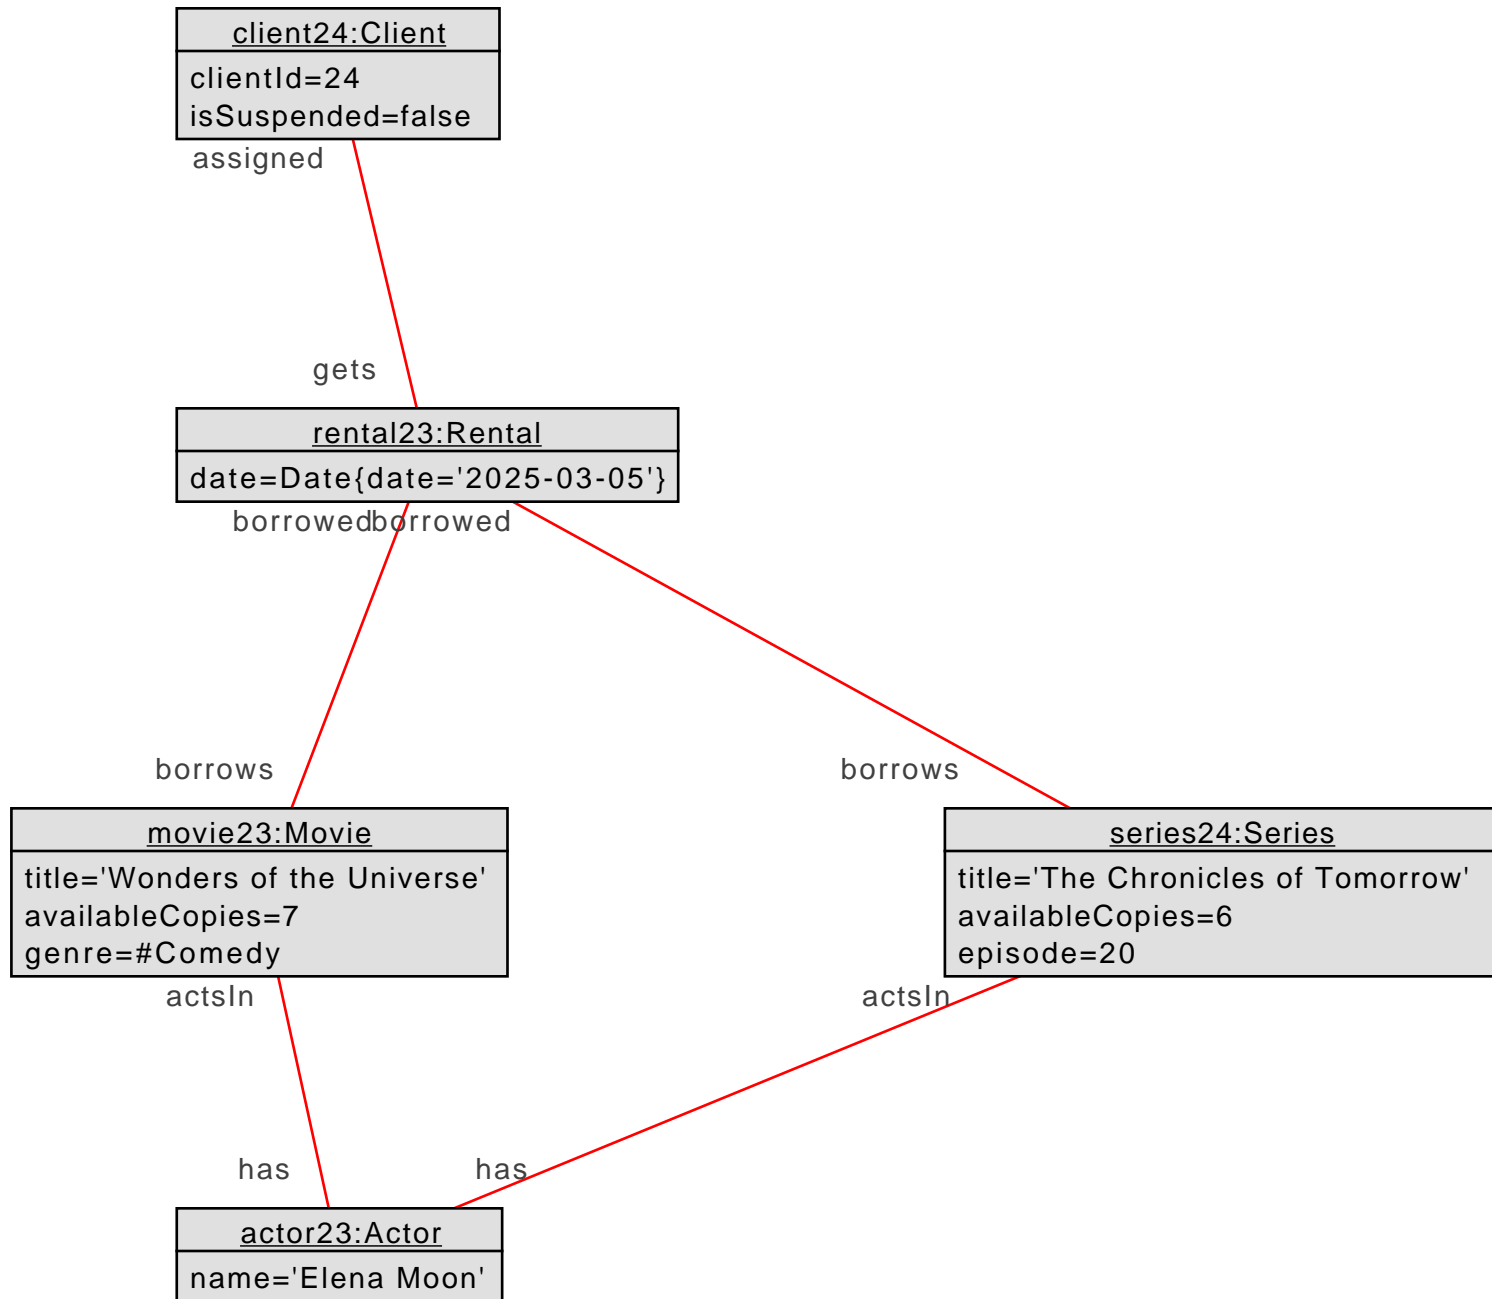 client24:Client
clientId=24
isSuspended=false
assigned
gets
rental23:Rental
date=Date{date='2025-03-05'}
borrowed
borrowed
borrows
borrows
movie23:Movie
title='Wonders of the Universe'
availableCopies=7
genre=#Comedy
series24:Series
title='The Chronicles of Tomorrow'
availableCopies=6
episode=20
actsIn
actsIn
has
has
actor23:Actor
name='Elena Moon'